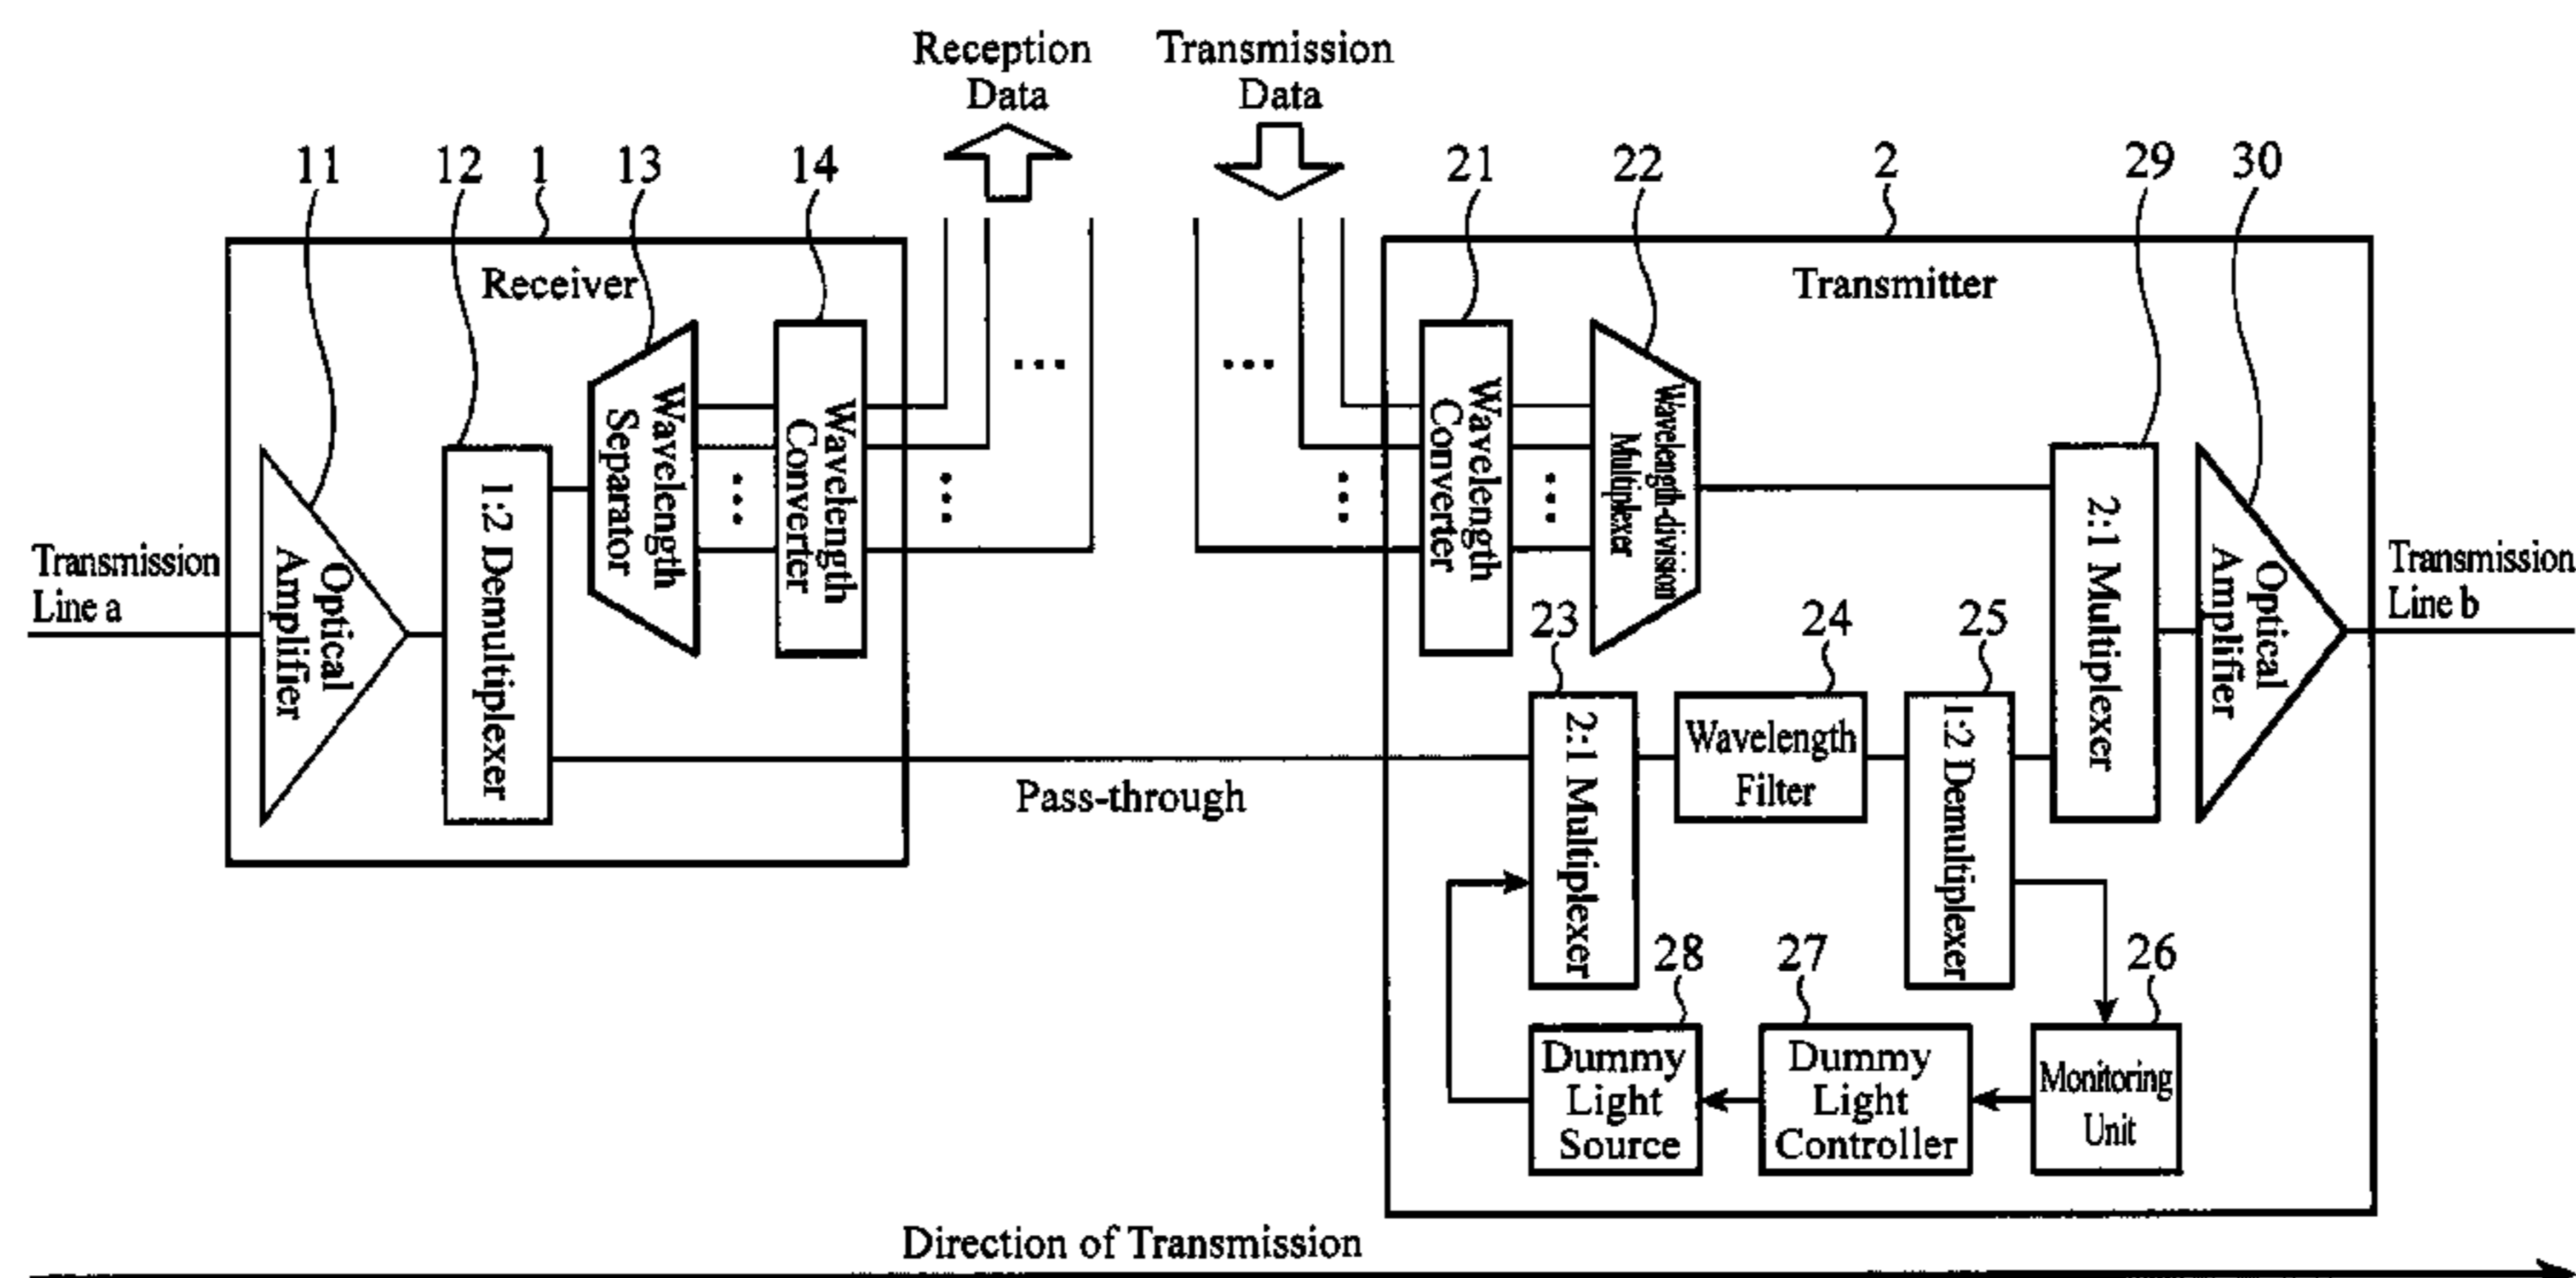 Reception
Data
Transmission
Data
11
12
1
13
14
21
22
2
29
30
Receiver
Transmitter
Transmission
Line a
Optical
Amplifier
1:2 Demultiplexer
Wavelength
Separator
Wavelength
Converter
...
...
...
...
...
...
Wavelength
Converter
Wavelength-division
Multiplexer
2:1 Multiplexer
Optical
Amplifier
Transmission
Line b
23
24
25
2:1 Multiplexer
Wavelength
Filter
1:2 Demultiplexer
Pass-through
28
27
26
Dummy
Light
Source
Dummy
Light
Controller
Monitoring
Unit
Direction of Transmission